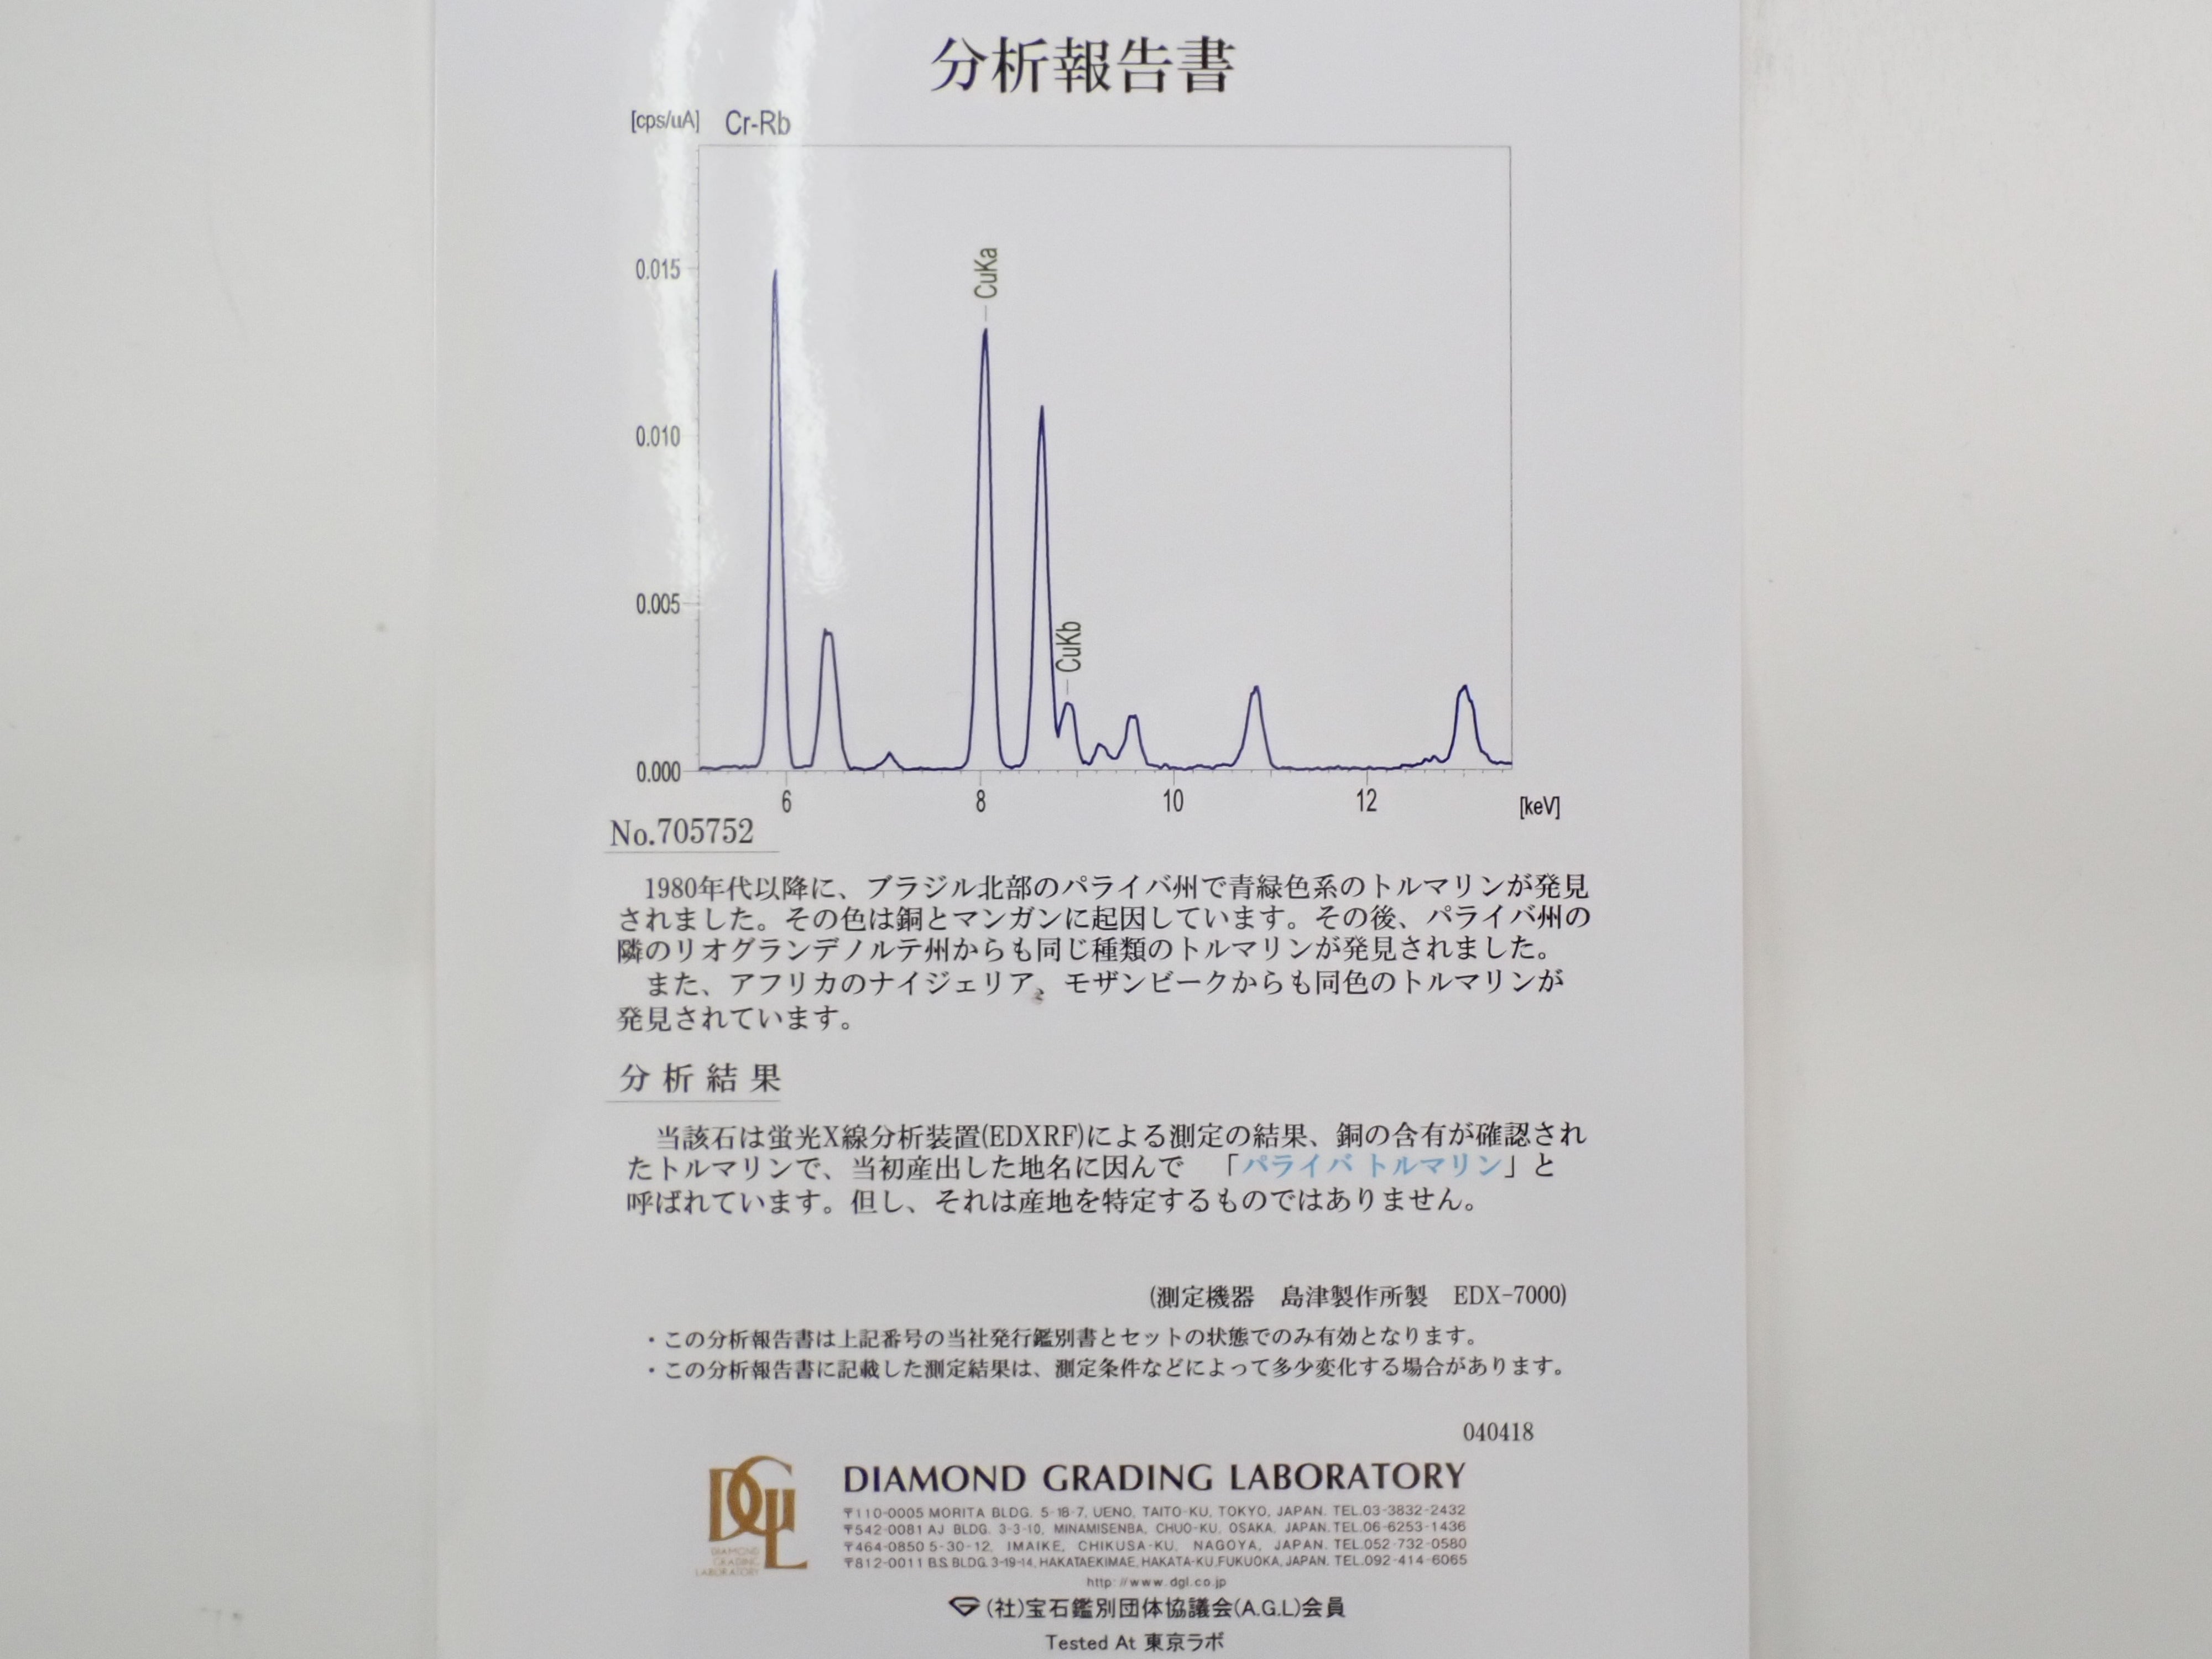 分析報告書
[cps/uA] Cr-Rb
0.015
0.010
0.005
0.000
CuKa
CuKb
6 8 10 12 [keV]
No.705752
1980年代以降に、ブラジル北部のパライバ州で青緑色系のトルマリンが発見
されました。その色は銅とマンガンに起因しています。その後、パライバ州の
隣のリオグランデノルテ州からも同じ種類のトルマリンが発見されました。
また、アフリカのナイジェリア、モザンビークからも同色のトルマリンが
発見されています。
分析結果
当該石は蛍光X線分析装置(EDXRF)による測定の結果、銅の含有が確認され
たトルマリンで、当初産出した地名に因んで 「パライバ トルマリン」と
呼ばれています。但し、それは産地を特定するものではありません。
(測定機器 島津製作所製 EDX-7000)
・この分析報告書は上記番号の当社発行鑑別書とセットの状態でのみ有効となります。
・この分析報告書に記載した測定結果は、測定条件などによって多少変化する場合があります。
040418
DGL
DIAMOND
GRADING
LABORATORY
DIAMOND GRADING LABORATORY
〒110-0005 MORITA BLDG. 5-18-7, UENO, TAITO-KU, TOKYO, JAPAN. TEL.03-3832-2432
〒542-0081 AJ BLDG. 3-3-10, MINAMISENBA, CHUO-KU, OSAKA, JAPAN. TEL.06-6253-1436
〒464-0850 5-30-12, IMAIKE, CHIKUSA-KU, NAGOYA, JAPAN. TEL.052-732-0580
〒812-0011 B.S. BLDG. 3-19-14, HAKATAEKIMAE, HAKATA-KU, FUKUOKA, JAPAN. TEL.092-414-6065
http://www.dgl.co.jp
(社)宝石鑑別団体協議会(A.G.L)会員
Tested At 東京ラボ